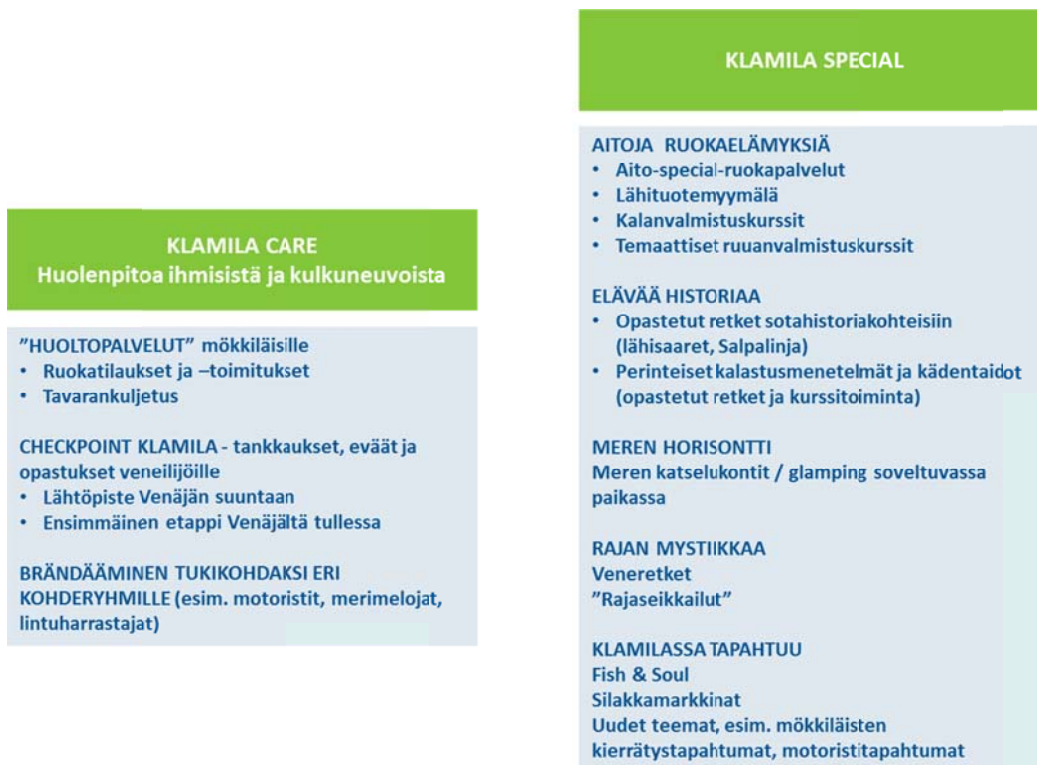 KLAMILA CARE
Huolenpitoa ihmisistä ja kulkuneuvoista
”HUOLTOPALVELUT” mökkiläisille
• Ruokatilaukset ja –toimitukset
• Tavarankuljetus
CHECKPOINT KLAMILA - tankkaukset, eväät ja
opastukset veneilijöille
• Lähtöpiste Venäjän suuntaan
• Ensimmäinen etappi Venäjältä tullessa
BRÄNDÄÄMINEN TUKIKOHDAKSI ERI
KOHDERYHMILLE (esim. motoristit, merimelojat,
lintuharrastajat)
KLAMILA SPECIAL
AITOJA RUOKAELÄMYKSIÄ
• Aito-special-ruokapalvelut
• Lähituotemyymälä
• Kalanvalmistuskurssit
• Temaattiset ruuanvalmistuskurssit
ELÄVÄÄ HISTORIAA
• Opastetut retket sotahistoriakohteisiin
(lähisaaret, Salpalinja)
• Perinteiset kalastusmenetelmät ja kädentaidot
(opastetut retket ja kurssitoiminta)
MEREN HORISONTTI
Meren katselukontit / glamping soveltuvassa
paikassa
RAJAN MYSTIIKKAA
Veneretket
”Rajaseikkailut”
KLAMILASSA TAPAHTUU
Fish & Soul
Silakkamarkkinat
Uudet teemat, esim. mökkiläisten
kierrätystapahtumat, motoristitapahtumat